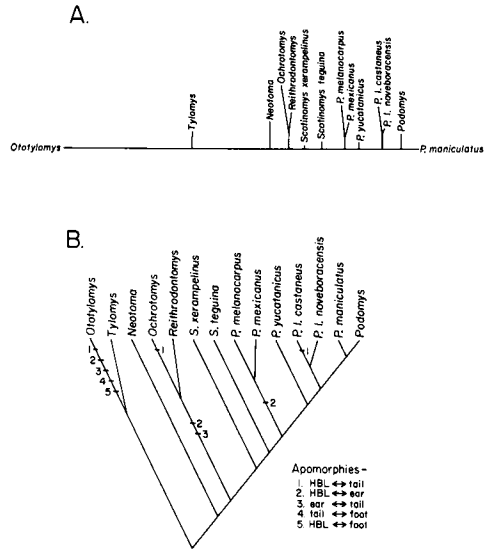 A.
Otolylomys
Tylomys
Neotoma
Ochrotomys
Reithrodontomys
Scotinomys xerampelinus
Scotinomys teguina
P. melanocarpus
P. mexicanus
P. yucatanicus
P. l. castaneus
P. l. noveboracensis
Podomys
P. maniculatus
B.
Ototylomys
Tylomys
Neotoma
Ochrotomys
Reithrodontomys
S. xerampelinus
S. teguina
P. melanocarpus
P. mexicanus
P. yucatanicus
P. l. castaneus
P. l. noveboracensis
P. maniculatus
Podomys
1
2
3
4
5
1
2
3
2
1
Apomorphies-
1. HBL ↔ tail
2. HBL ↔ ear
3. ear ↔ tail
4. tail ↔ foot
5. HBL ↔ foot